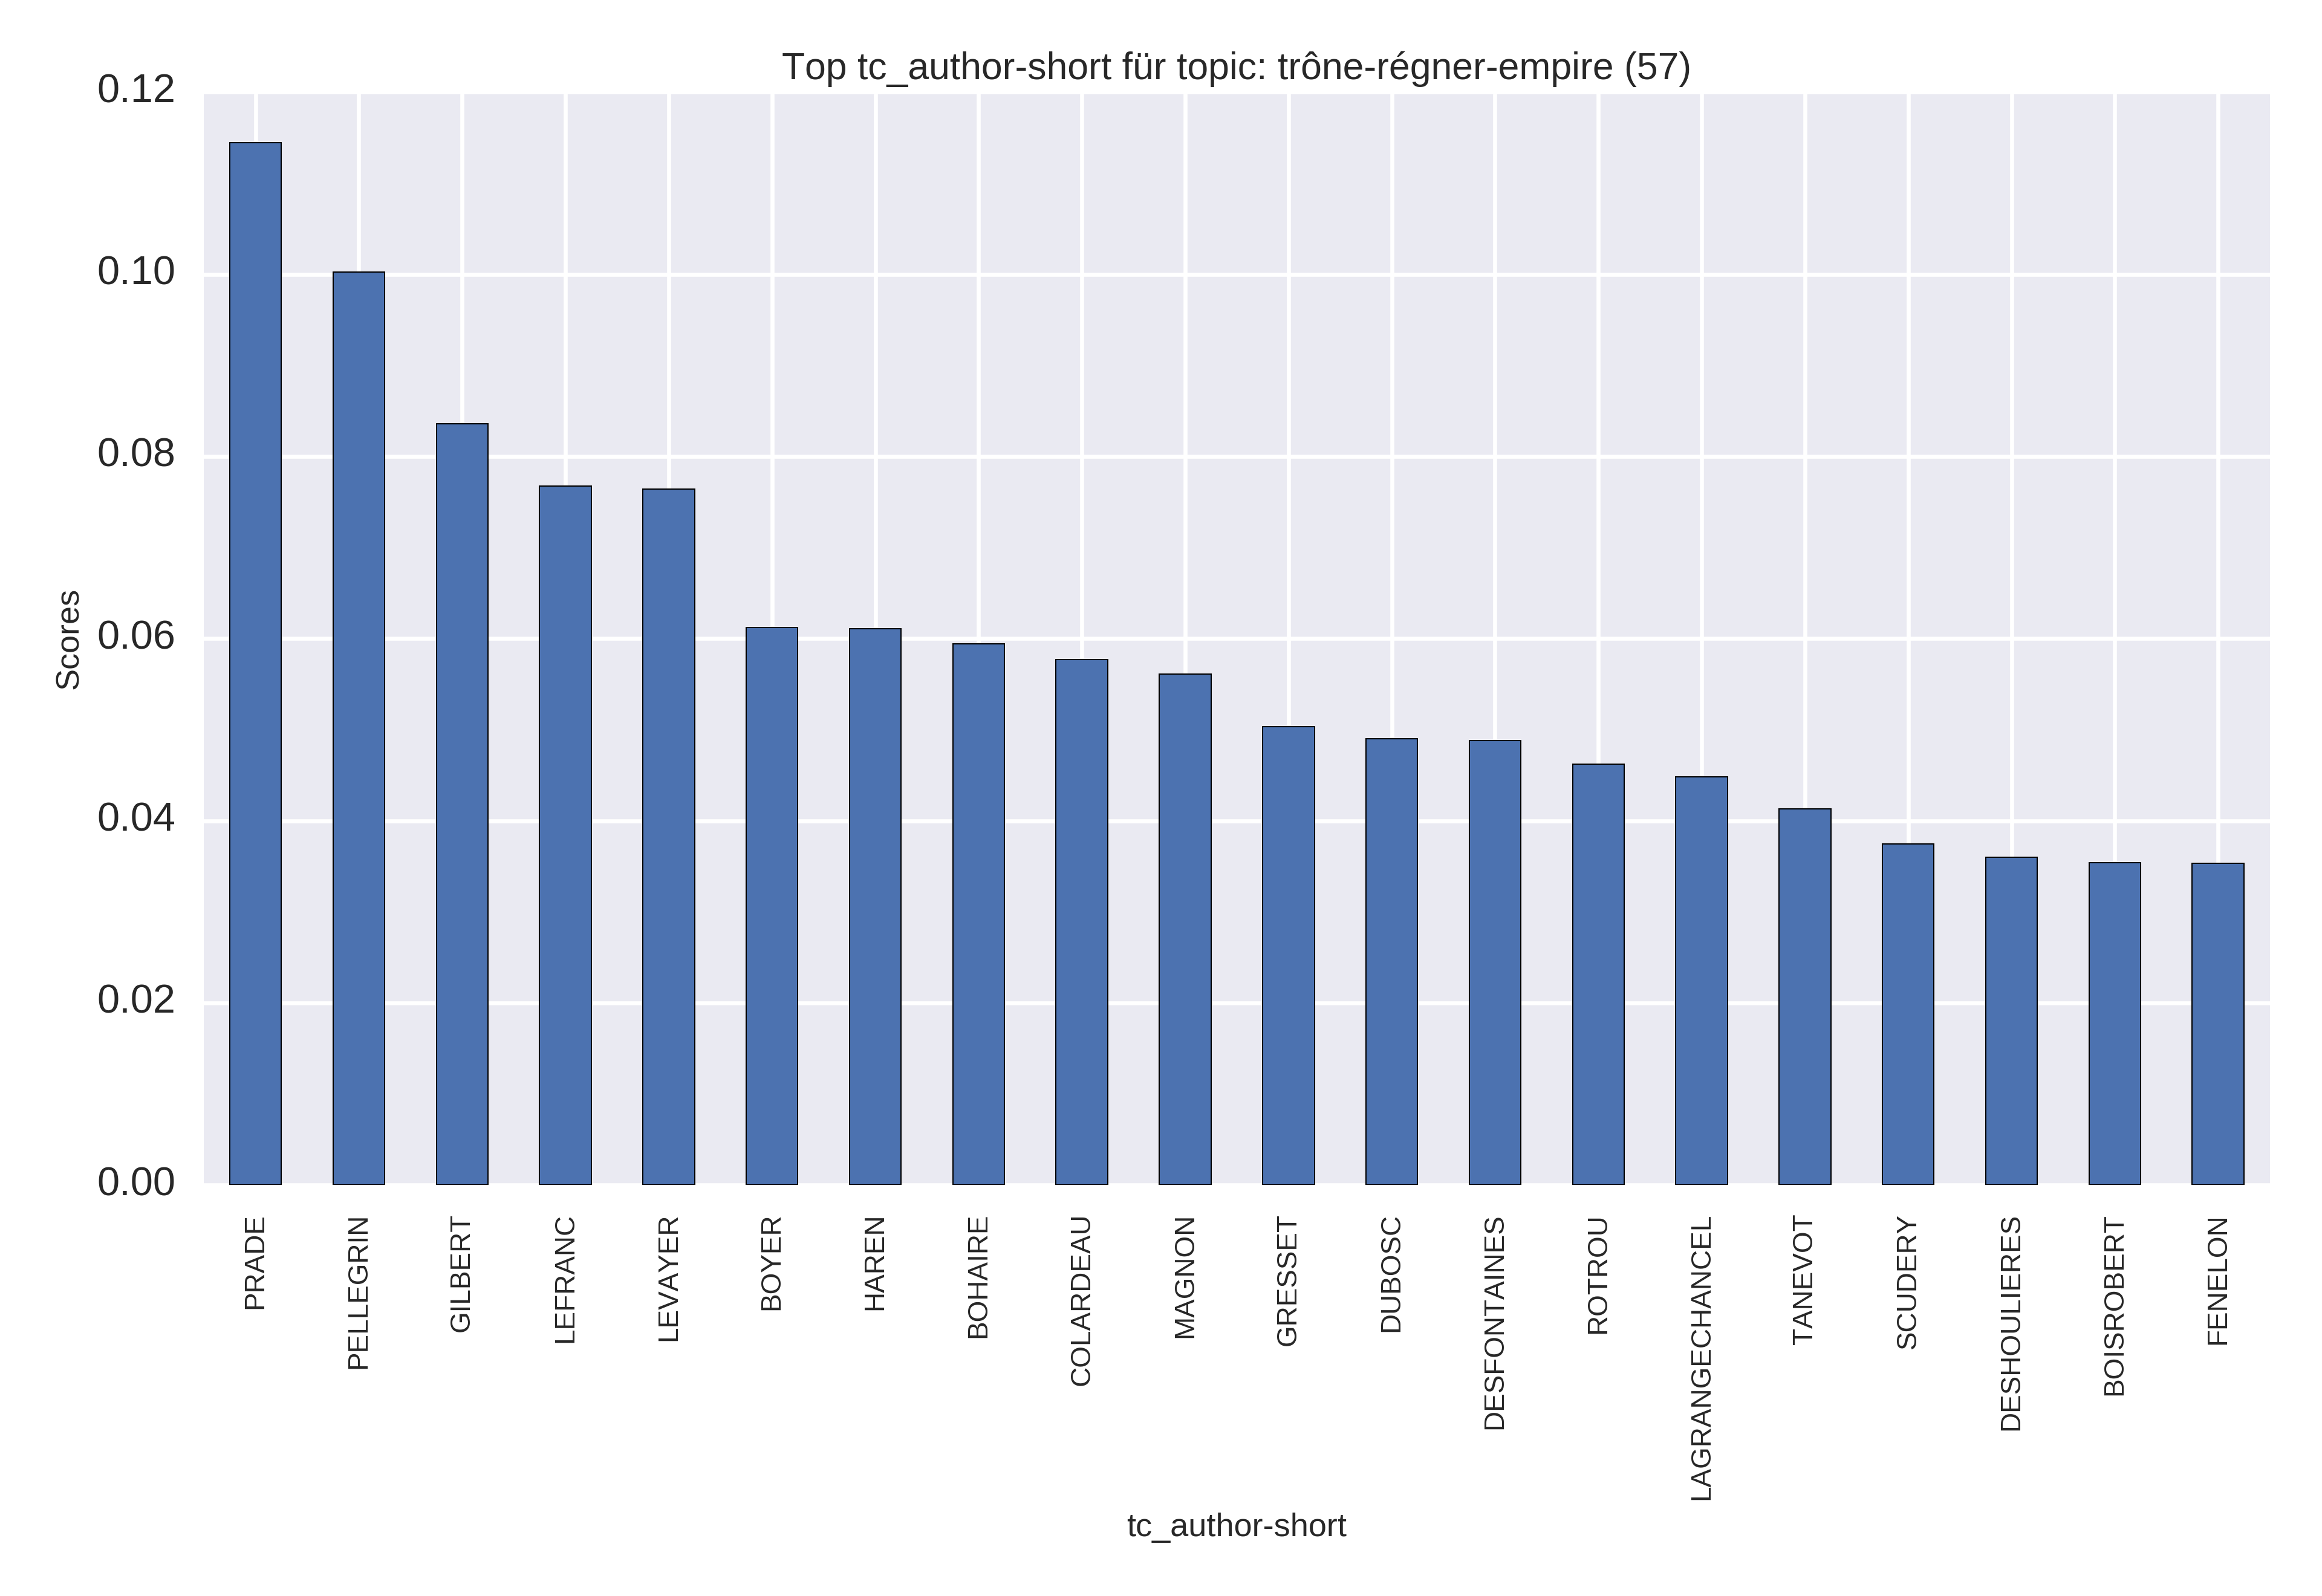 Top tc_author-short für topic: trône-régner-empire (57)
0.12
0.10
0.08
0.06
0.04
0.02
0.00
Scores
PRADE
PELLEGRIN
GILBERT
LEFRANC
LEVAYER
BOYER
HAREN
BOHAIRE
COLARDEAU
MAGNON
GRESSET
DUBOSC
DESFONTAINES
ROTROU
LAGRANGECHANCEL
TANEVOT
SCUDERY
DESHOULIERES
BOISROBERT
FENELON
tc_author-short